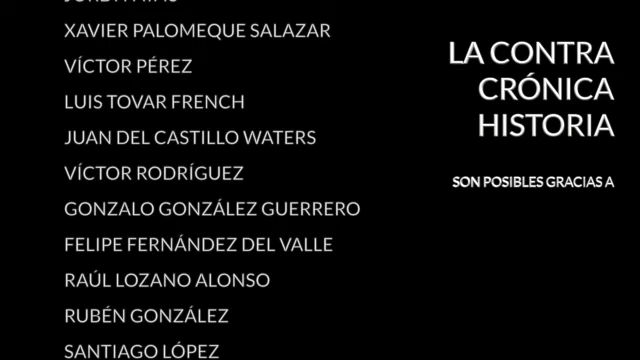 XAVIER PALOMEQUE SALAZAR
VÍCTOR PÉREZ
LUIS TOVAR FRENCH
JUAN DEL CASTILLO WATERS
VÍCTOR RODRÍGUEZ
GONZALO GONZÁLEZ GUERRERO
FELIPE FERNÁNDEZ DEL VALLE
RAÚL LOZANO ALONSO
RUBÉN GONZÁLEZ
SANTIAGO LÓPEZ
LA CONTRA
CRÓNICA
HISTORIA
SON POSIBLES GRACIAS A